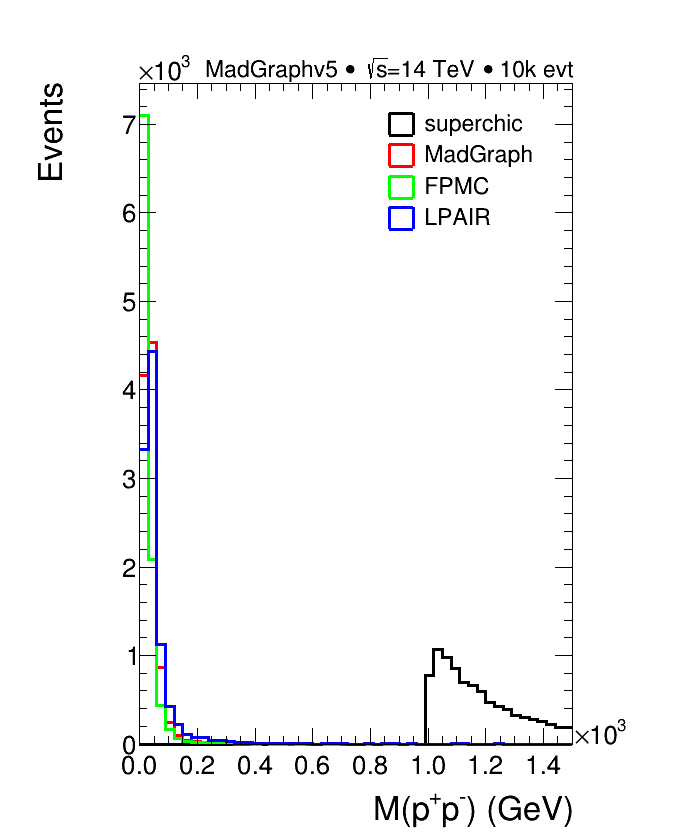 ×10³ MadGraphv5 • √s=14 TeV • 10k evt
Events
superchic
MadGraph
FPMC
LPAIR
7
6
5
4
3
2
1
0
0.0 0.2 0.4 0.6 0.8 1.0 1.2 1.4
×10³
M(p⁺p⁻) (GeV)